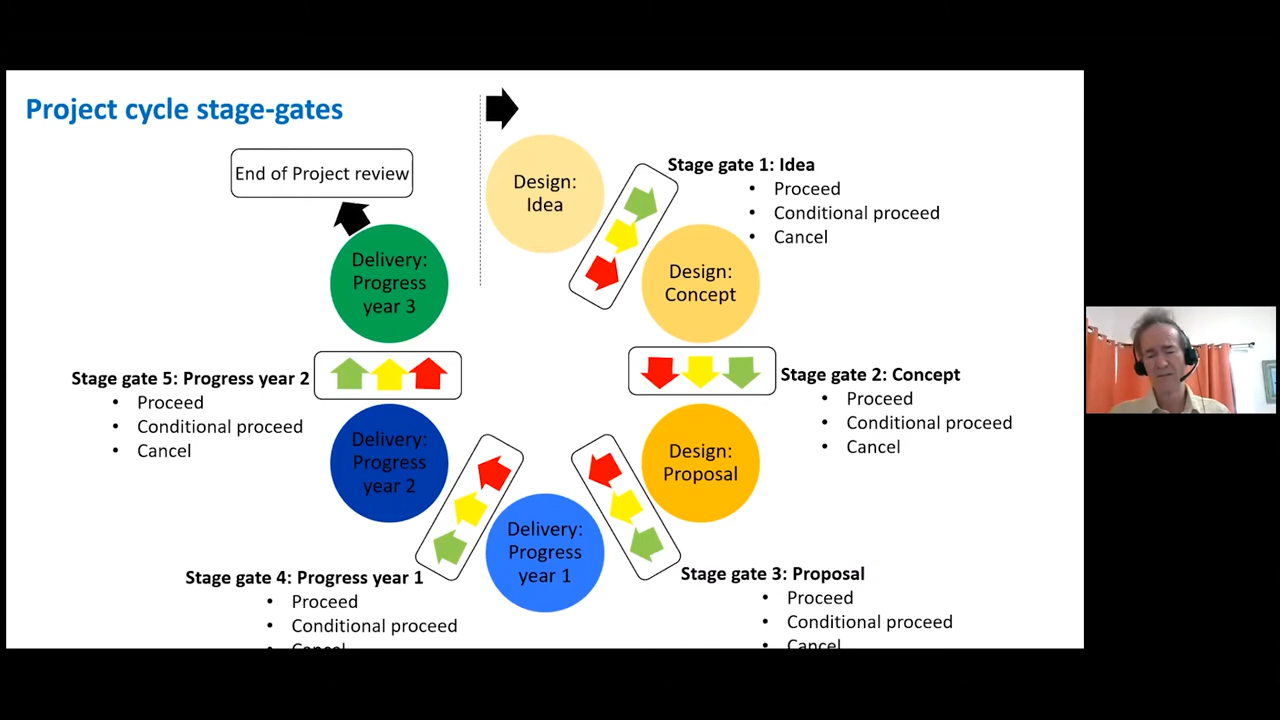 Project cycle stage-gates
End of Project review
Design:
Idea
Stage gate 1: Idea
• Proceed
• Conditional proceed
• Cancel
Design:
Concept
Stage gate 2: Concept
• Proceed
• Conditional proceed
• Cancel
Design:
Proposal
Stage gate 3: Proposal
• Proceed
• Conditional proceed
• Cancel
Delivery:
Progress
year 1
Stage gate 4: Progress year 1
• Proceed
• Conditional proceed
• Cancel
Delivery:
Progress
year 2
Stage gate 5: Progress year 2
• Proceed
• Conditional proceed
• Cancel
Delivery:
Progress
year 3